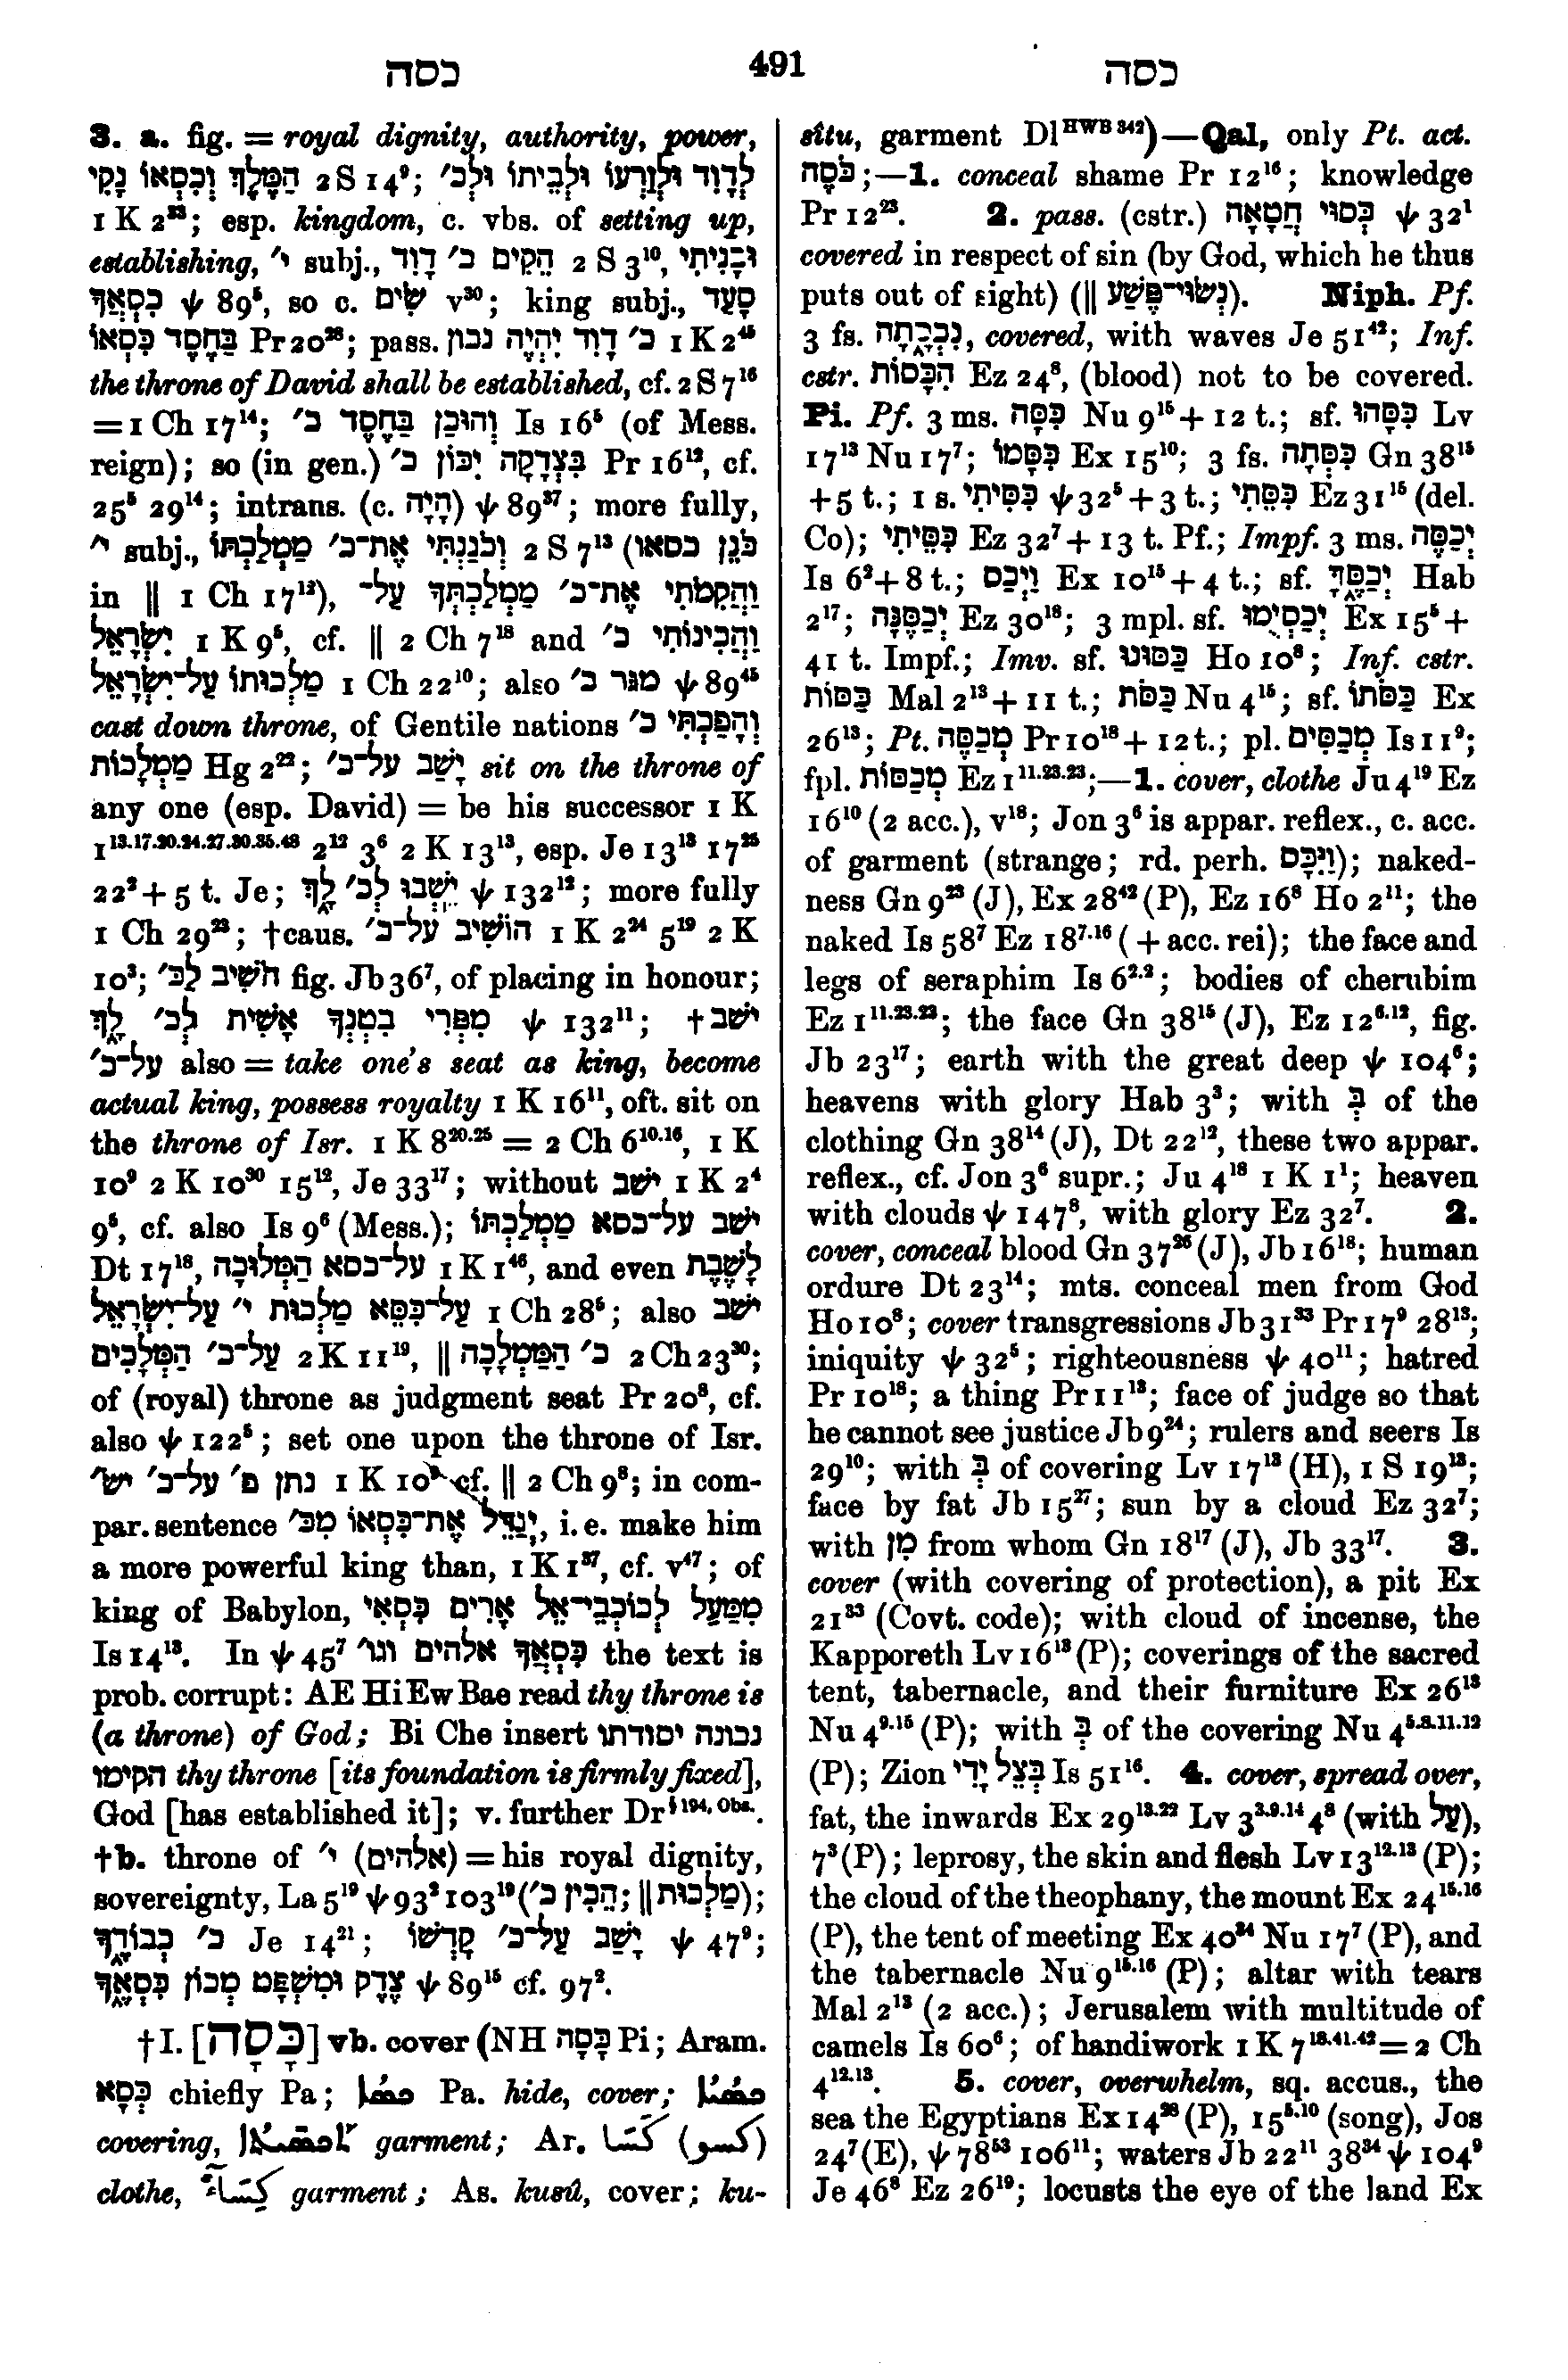 כסה 491 כסה
3. a. fig. = royal dignity, authority, power,
הַמֶּלֶךְ וְכִסְאוֹ נָקִי 2 S 14⁹; לְדָוִד וּלְזַרְעוֹ וּלְבֵיתוֹ וּלְכ׳
1 K 2³³; esp. kingdom, c. vbs. of setting up,
establishing, י׳ subj., הֵקִים כ׳ דָּוִד 2 S 3¹⁰, וּבָנִיתִי
כִּסְאֲךָ ψ 89⁵, so c. שִׂים v³⁰; king subj., סָעַד
בַּחֶסֶד כִּסְאוֹ Pr 20²⁸; pass. כ׳ דָוִד יִהְיֶה נכון 1 K 2⁴⁵
the throne of David shall be established, cf. 2 S 7¹⁶
= 1 Ch 17¹⁴; וְהוּכַן בַּחֶסֶד כ׳ Is 16⁵ (of Mess.
reign); so (in gen.) בִּצְדָקָה יִכּוֹן כ׳ Pr 16¹², cf.
25⁵ 29¹⁴; intrans. (c. הָיָה) ψ 89³⁷; more fully,
י׳ subj., וְכֹנַנְתִּי אֶת־כ׳ מַמְלַכְתּוֹ 2 S 7¹³ (כֹּנֵן כסאו
in ‖ 1 Ch 17¹²), וַהֲקִמֹתִי אֶת־כ׳ מַמְלַכְתְּךָ עַל־
יִשְׂרָאֵל 1 K 9⁵, cf. ‖ 2 Ch 7¹⁸ and וַהֲכִינוֹתִי כ׳
מַלְכוּתוֹ עַל־יִשְׂרָאֵל 1 Ch 22¹⁰; also מגר כ׳ ψ 89⁴⁵
cast down throne, of Gentile nations וְהָפַכְתִּי כ׳
מַמְלָכוֹת Hg 2²²; יָשַׁב עַל־כ׳ sit on the throne of
any one (esp. David) = be his successor 1 K
1¹³·¹⁷·²⁰·²⁴·²⁷·³⁰·³⁵·⁴⁸ 2¹² 3⁶ 2 K 13¹³, esp. Je 13¹³ 17²⁵
22² + 5 t. Je; יֵשְׁבוּ לְכ׳ לָךְ ψ 132¹²; more fully
1 Ch 29²³; †caus. הוֹשִׁיב עַל־כ׳ 1 K 2²⁴ 5¹⁹ 2 K
10³; הֹשִׁיב לַכּ׳ fig. Jb 36⁷, of placing in honour;
מִפְּרִי בִטְנְךָ אָשִׁית לְכ׳ לָךְ ψ 132¹¹; †ישׁב
עַל־כ׳ also = take one's seat as king, become
actual king, possess royalty 1 K 16¹¹, oft. sit on
the throne of Isr. 1 K 8²⁰·²⁵ = 2 Ch 6¹⁰·¹⁶, 1 K
10⁹ 2 K 10³⁰ 15¹², Je 33¹⁷; without ישׁב 1 K 2⁴
9⁵, cf. also Is 9⁶ (Mess.); ישׁב על־כסא מַמְלַכְתּוֹ
Dt 17¹⁸, על־כסא הַמְּלוּכָה 1 K 1⁴⁶, and even לָשֶׁבֶת
עַל־כִּסֵּא מַלְכוּת י׳ עַל־יִשְׂרָאֵל 1 Ch 28⁵; also ישׁב
עַל־כ׳ הַמְּלָכִים 2 K 11¹⁹, ‖ כ׳ הַמַּמְלָכָה 2 Ch 23²⁰;
of (royal) throne as judgment seat Pr 20⁸, cf.
also ψ 122⁵; set one upon the throne of Isr.
נתן פ׳ על־כ׳ יש׳ 1 K 10⁹ cf. ‖ 2 Ch 9⁸; in com-
par. sentence יְגַדֵּל אֶת־כִּסְאוֹ מִכּ׳, i. e. make him
a more powerful king than, 1 K 1³⁷, cf. v⁴⁷; of
king of Babylon, מִמַּעַל לְכוֹכְבֵי־אֵל אָרִים כִּסְאִי
Is 14¹³. In ψ 45⁷ כִּסְאֲךָ אלהים וגו׳ the text is
prob. corrupt: AE Hi Ew Bae read thy throne is
(a throne) of God; Bi Che insert נכונה יסודתו
הקימו thy throne [its foundation is firmly fixed],
God [has established it]; v. further Dr§ ¹⁹⁴, Obs.
†b. throne of י׳ (אלהים) = his royal dignity,
sovereignty, La 5¹⁹ ψ 93² 103¹⁹ (הֵכִין כ׳; ‖ מַלְכוּת);
כ׳ כְבוֹדֶךָ Je 14²¹; יָשַׁב עַל־כ׳ קָדְשׁוֹ ψ 47⁹;
צֶדֶק וּמִשְׁפָּט מְכוֹן כִּסְאֶךָ ψ 89¹⁵ cf. 97².
†I. [כָּסָה] vb. cover (NH כָּסָה Pi; Aram.
כְּסָא chiefly Pa; ܟܣܐ Pa. hide, cover; ܟܣܝܐ
covering, ܬܟܣܝܬܐ garment; Ar. كَسَا (كسو)
clothe, كِسَاءٌ garment; As. kusû, cover; ku-
sîtu, garment Dlᴴᵂᴮ ³⁴²)—Qal, only Pt. act.
כֹּסֶה;—1. conceal shame Pr 12¹⁶; knowledge
Pr 12²³. 2. pass. (cstr.) כְּסוּי חֲטָאָה ψ 32¹
covered in respect of sin (by God, which he thus
puts out of sight) (‖ נְשׂוּי־פֶּשַׁע). Niph. Pf.
3 fs. נִכְסָתָה, covered, with waves Je 51⁴²; Inf.
cstr. הִכָּסוֹת Ez 24⁸, (blood) not to be covered.
Pi. Pf. 3 ms. כִּסָּה Nu 9¹⁵ + 12 t.; sf. כִּסָּהוּ Lv
17¹³ Nu 17⁷; כִּסָּמוֹ Ex 15¹⁰; 3 fs. כִּסְּתָה Gn 38¹⁵
+ 5 t.; 1 s. כִּסִּיתִי ψ 32⁵ + 3 t.; כִּסֵּתִי Ez 31¹⁵ (del.
Co); כִּסֵּיתִי Ez 32⁷ + 13 t. Pf.; Impf. 3 ms. יְכַסֶּה
Is 6² + 8 t.; וַיְכַס Ex 10¹⁵ + 4 t.; sf. יְכַסֶּךָּ Hab
2¹⁷; יְכַסֶּנָּה Ez 30¹⁸; 3 mpl. sf. יְכַסְיֻמוּ Ex 15⁵ +
41 t. Impf.; Imv. sf. כַּסּוּנוּ Ho 10⁸; Inf. cstr.
כַּסּוֹת Mal 2¹³ + 11 t.; כַּסֹּת Nu 4¹⁵; sf. כַּסֹּתוֹ Ex
26¹³; Pt. מְכַסֶּה Pr 10¹⁸ + 12 t.; pl. מְכַסִּים Is 11⁹;
fpl. מְכַסּוֹת Ez 1¹¹·²³·²³;—1. cover, clothe Ju 4¹⁹ Ez
16¹⁰ (2 acc.), v¹⁸; Jon 3⁶ is appar. reflex., c. acc.
of garment (strange; rd. perh. וַיִּכָּס); naked-
ness Gn 9²³ (J), Ex 28⁴² (P), Ez 16⁸ Ho 2¹¹; the
naked Is 58⁷ Ez 18⁷·¹⁶ (+ acc. rei); the face and
legs of seraphim Is 6²·²; bodies of cherubim
Ez 1¹¹·²³·²³; the face Gn 38¹⁵ (J), Ez 12⁶·¹², fig.
Jb 23¹⁷; earth with the great deep ψ 104⁶;
heavens with glory Hab 3³; with בְּ of the
clothing Gn 38¹⁴ (J), Dt 22¹², these two appar.
reflex., cf. Jon 3⁶ supr.; Ju 4¹⁸ 1 K 1¹; heaven
with clouds ψ 147⁸, with glory Ez 32⁷. 2.
cover, conceal blood Gn 37²⁶ (J), Jb 16¹⁸; human
ordure Dt 23¹⁴; mts. conceal men from God
Ho 10⁸; cover transgressions Jb 31³³ Pr 17⁹ 28¹³;
iniquity ψ 32⁵; righteousness ψ 40¹¹; hatred
Pr 10¹⁸; a thing Pr 11¹³; face of judge so that
he cannot see justice Jb 9²⁴; rulers and seers Is
29¹⁰; with בְּ of covering Lv 17¹³ (H), 1 S 19¹³;
face by fat Jb 15²⁷; sun by a cloud Ez 32⁷;
with מִן from whom Gn 18¹⁷ (J), Jb 33¹⁷. 3.
cover (with covering of protection), a pit Ex
21³³ (Covt. code); with cloud of incense, the
Kapporeth Lv 16¹³ (P); coverings of the sacred
tent, tabernacle, and their furniture Ex 26¹³
Nu 4⁹·¹⁵ (P); with בְּ of the covering Nu 4⁵·⁸·¹¹·¹²
(P); Zion בְּצֵל יָדִי Is 51¹⁶. 4. cover, spread over,
fat, the inwards Ex 29¹³·²² Lv 3³·⁹·¹⁴ 4⁸ (with עַל),
7³ (P); leprosy, the skin and flesh Lv 13¹²·¹³ (P);
the cloud of the theophany, the mount Ex 24¹⁵·¹⁶
(P), the tent of meeting Ex 40³⁴ Nu 17⁷ (P), and
the tabernacle Nu 9¹⁵·¹⁶ (P); altar with tears
Mal 2¹³ (2 acc.); Jerusalem with multitude of
camels Is 60⁶; of handiwork 1 K 7¹⁸·⁴¹·⁴² = 2 Ch
4¹²·¹³. 5. cover, overwhelm, sq. accus., the
sea the Egyptians Ex 14²⁸ (P), 15⁵·¹⁰ (song), Jos
24⁷ (E), ψ 78⁵³ 106¹¹; waters Jb 22¹¹ 38³⁴ ψ 104⁹
Je 46⁸ Ez 26¹⁹; locusts the eye of the land Ex